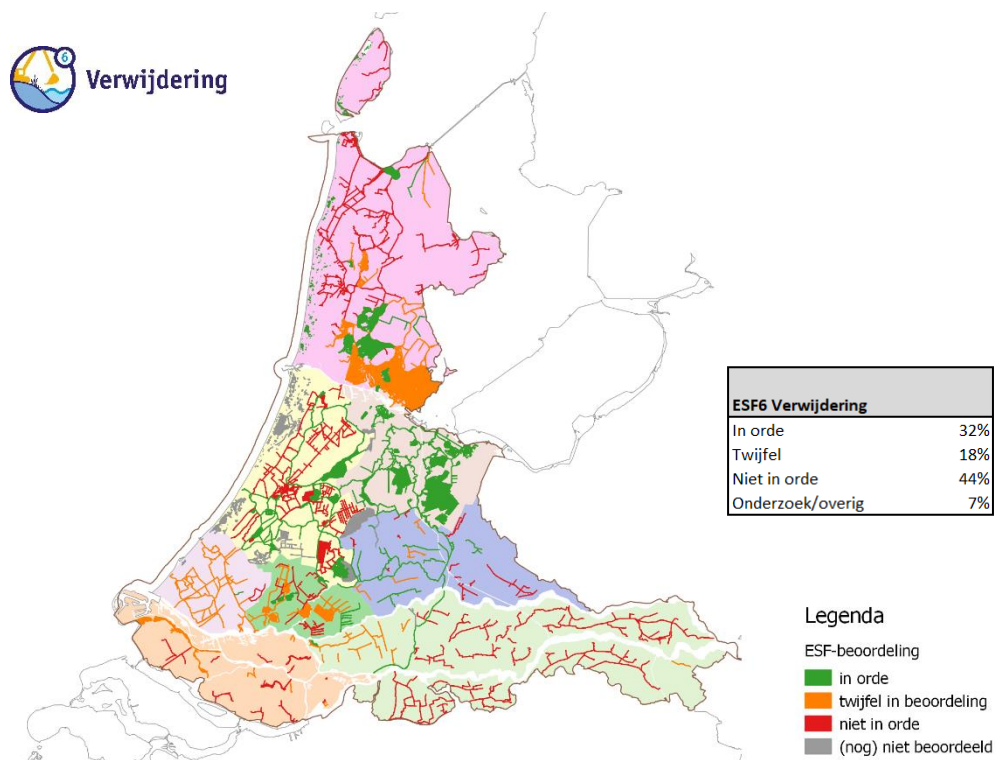 6
Verwijdering
ESF6 Verwijdering
In orde 32%
Twijfel 18%
Niet in orde 44%
Onderzoek/overig 7%
Legenda
ESF-beoordeling
in orde
twijfel in beoordeling
niet in orde
(nog) niet beoordeeld